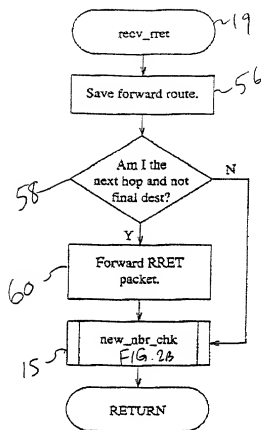 recv_rret
19
Save forward route.
56
Am I the
next hop and not
final dest?
N
58
Y
Forward RRET
packet.
60
new_nbr_chk
FIG. 2B
15
RETURN